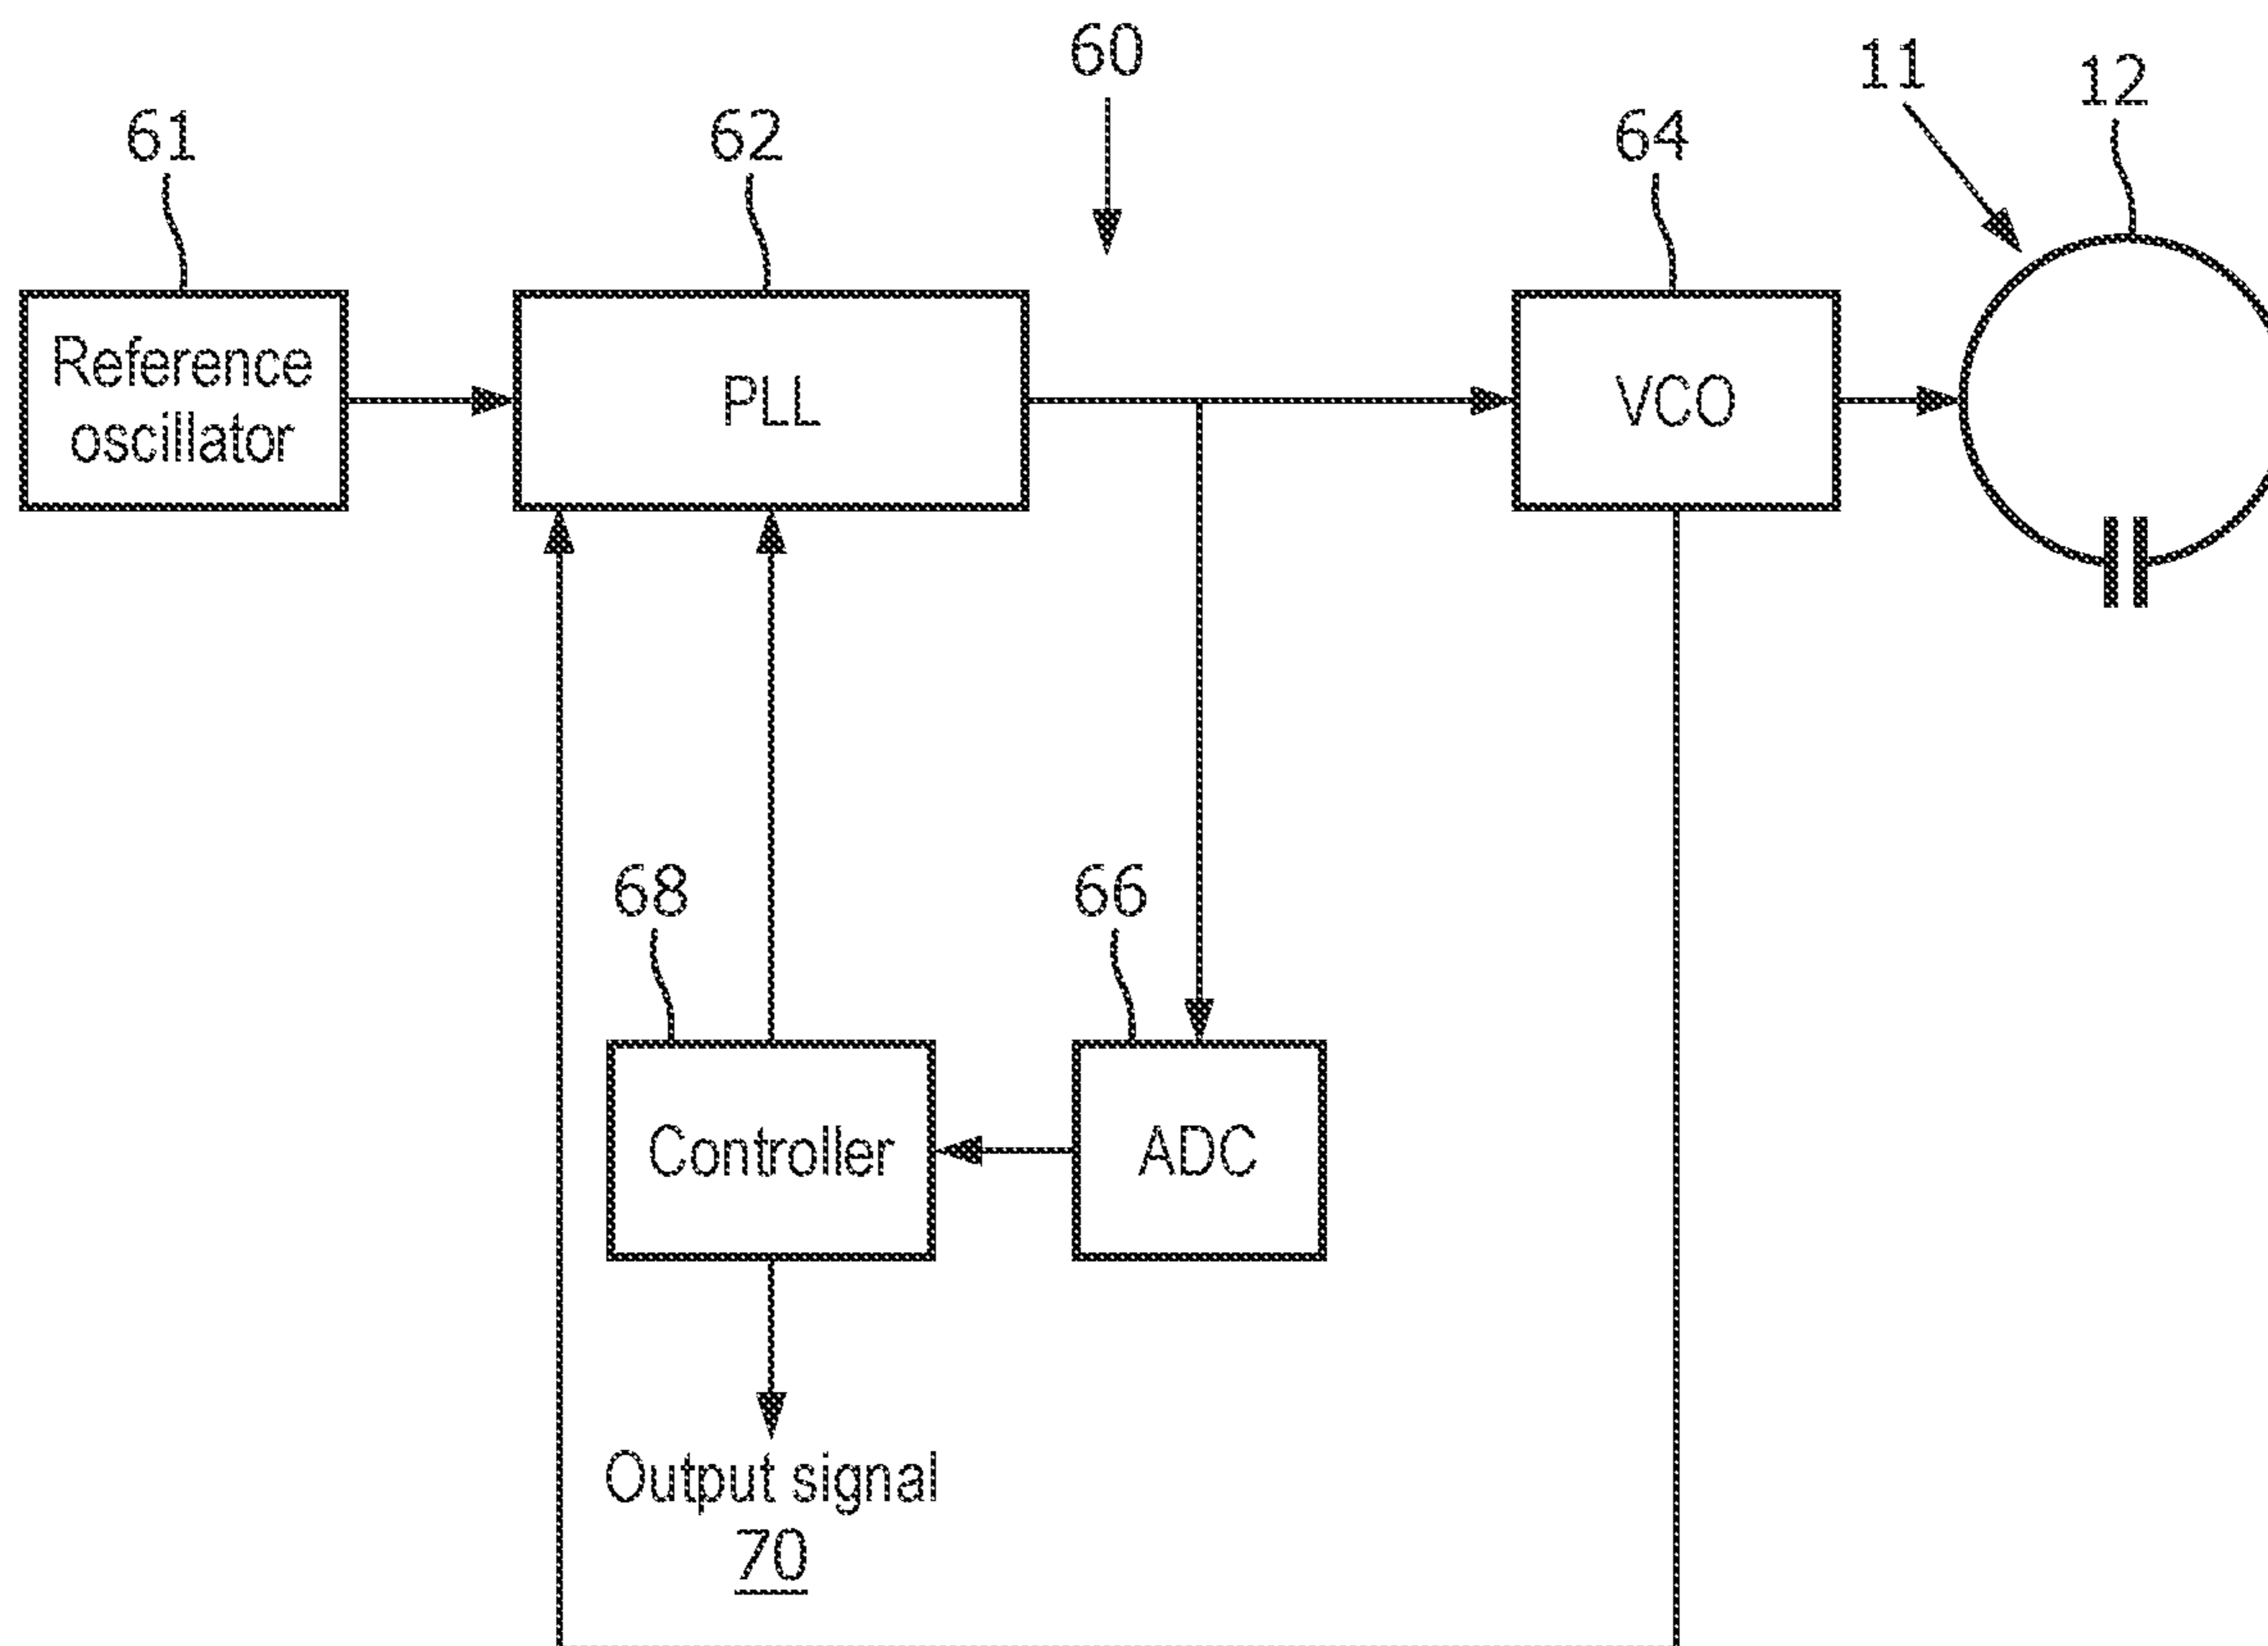 60
11
12
61
62
64
Reference
oscillator
PLL
VCO
68
66
Controller
ADC
Output signal
70